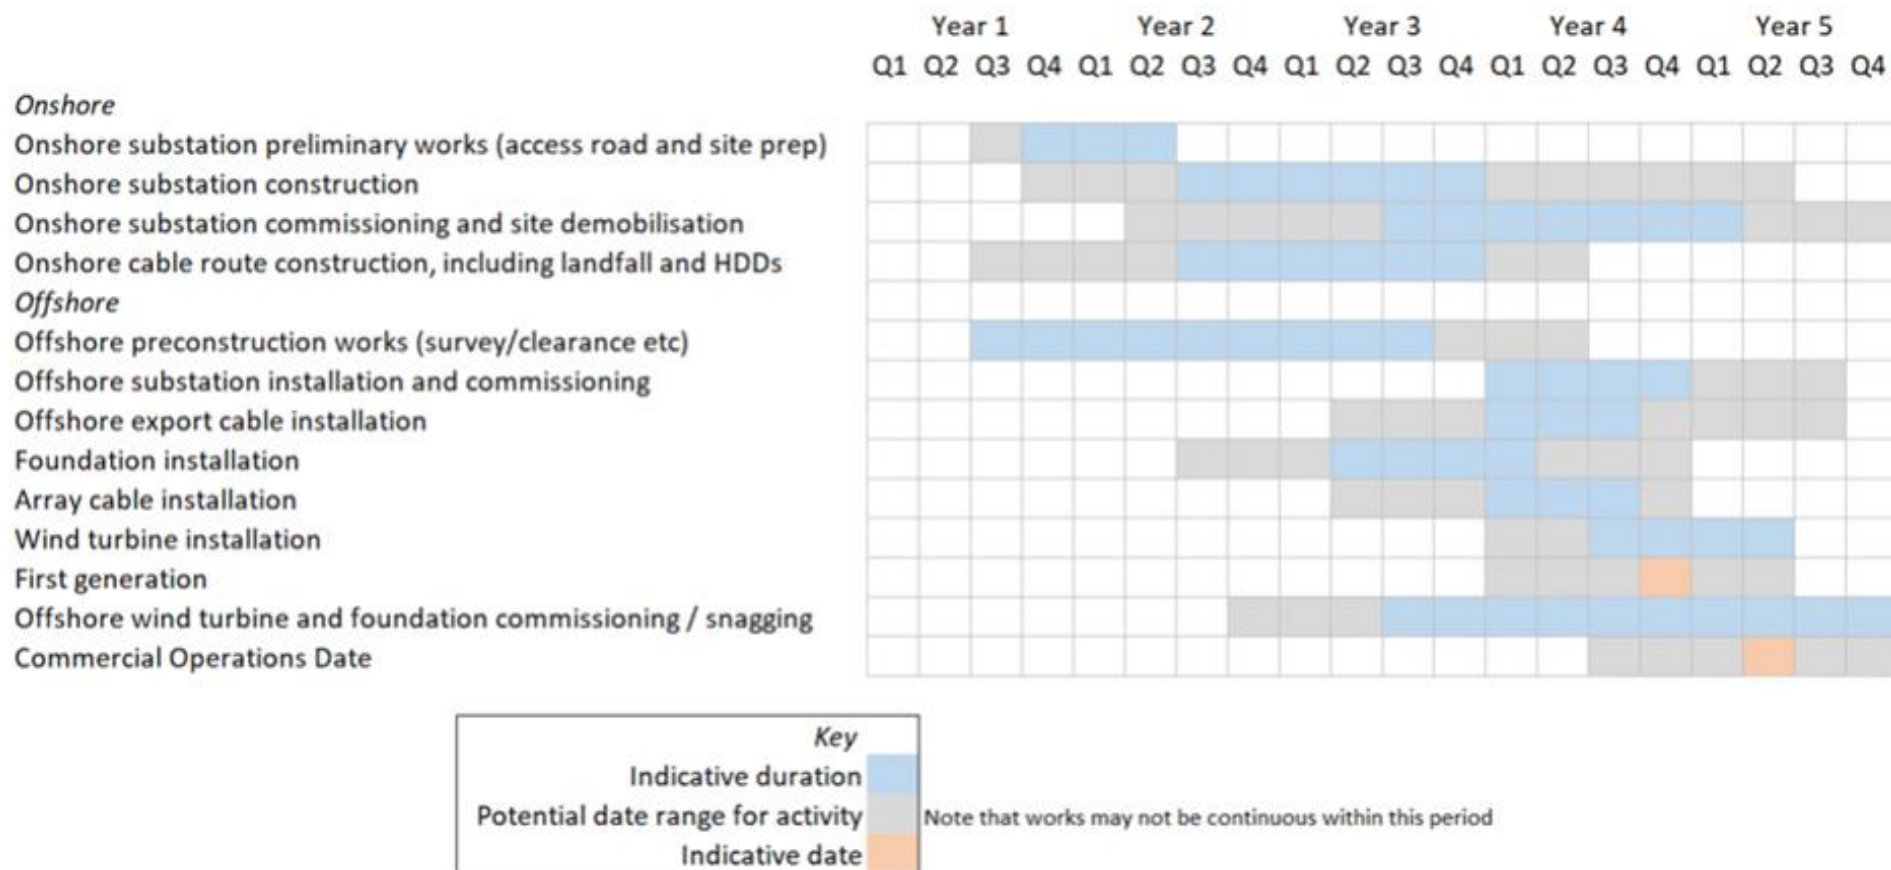 Year 1 Year 2 Year 3 Year 4 Year 5
Q1 Q2 Q3 Q4 Q1 Q2 Q3 Q4 Q1 Q2 Q3 Q4 Q1 Q2 Q3 Q4 Q1 Q2 Q3 Q4
Onshore
Onshore substation preliminary works (access road and site prep)
Onshore substation construction
Onshore substation commissioning and site demobilisation
Onshore cable route construction, including landfall and HDDs
Offshore
Offshore preconstruction works (survey/clearance etc)
Offshore substation installation and commissioning
Offshore export cable installation
Foundation installation
Array cable installation
Wind turbine installation
First generation
Offshore wind turbine and foundation commissioning / snagging
Commercial Operations Date
Key
Indicative duration
Potential date range for activity Note that works may not be continuous within this period
Indicative date